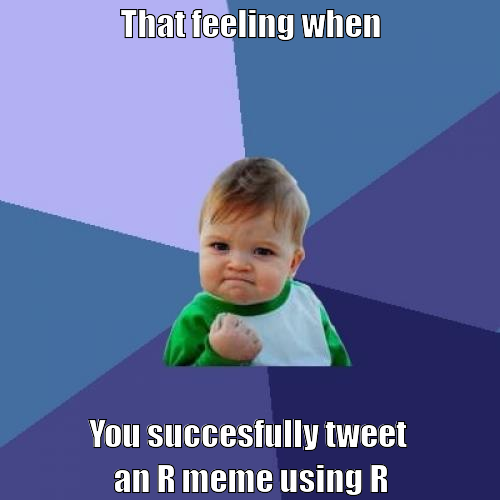 That feeling when
You succesfully tweet
an R meme using R